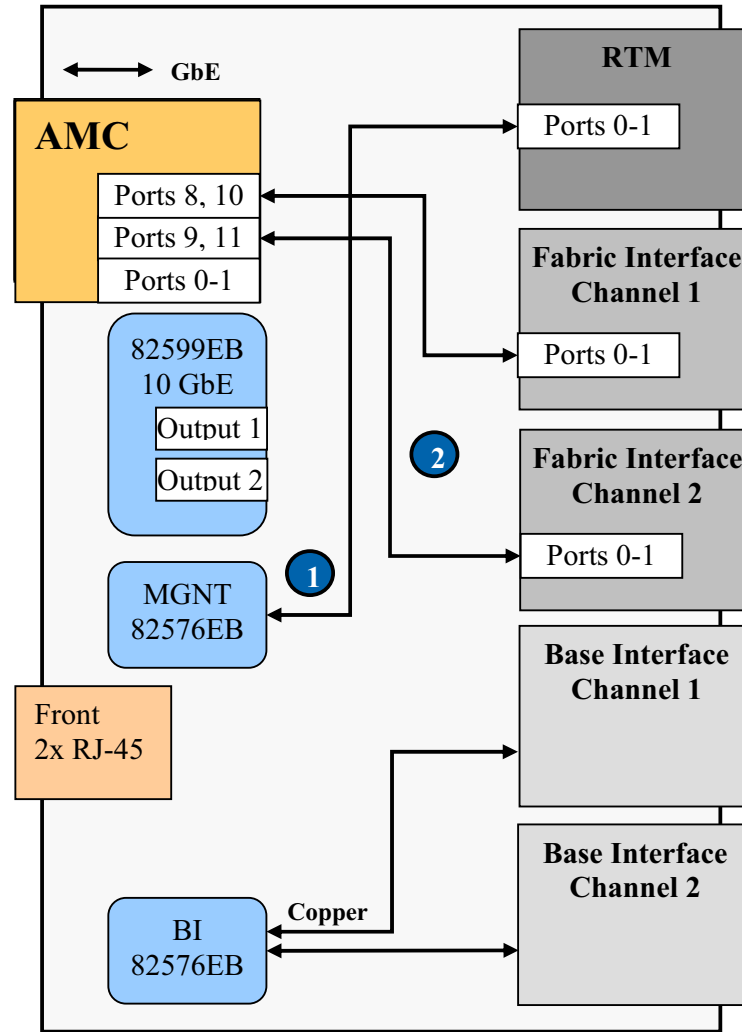 GbE
RTM
Ports 0-1
AMC
Ports 8, 10
Ports 9, 11
Ports 0-1
Fabric Interface
Channel 1
Ports 0-1
82599EB
10 GbE
Output 1
Output 2
Fabric Interface
Channel 2
Ports 0-1
2
1
MGNT
82576EB
Base Interface
Channel 1
Front
2x RJ-45
Base Interface
Channel 2
Copper
BI
82576EB